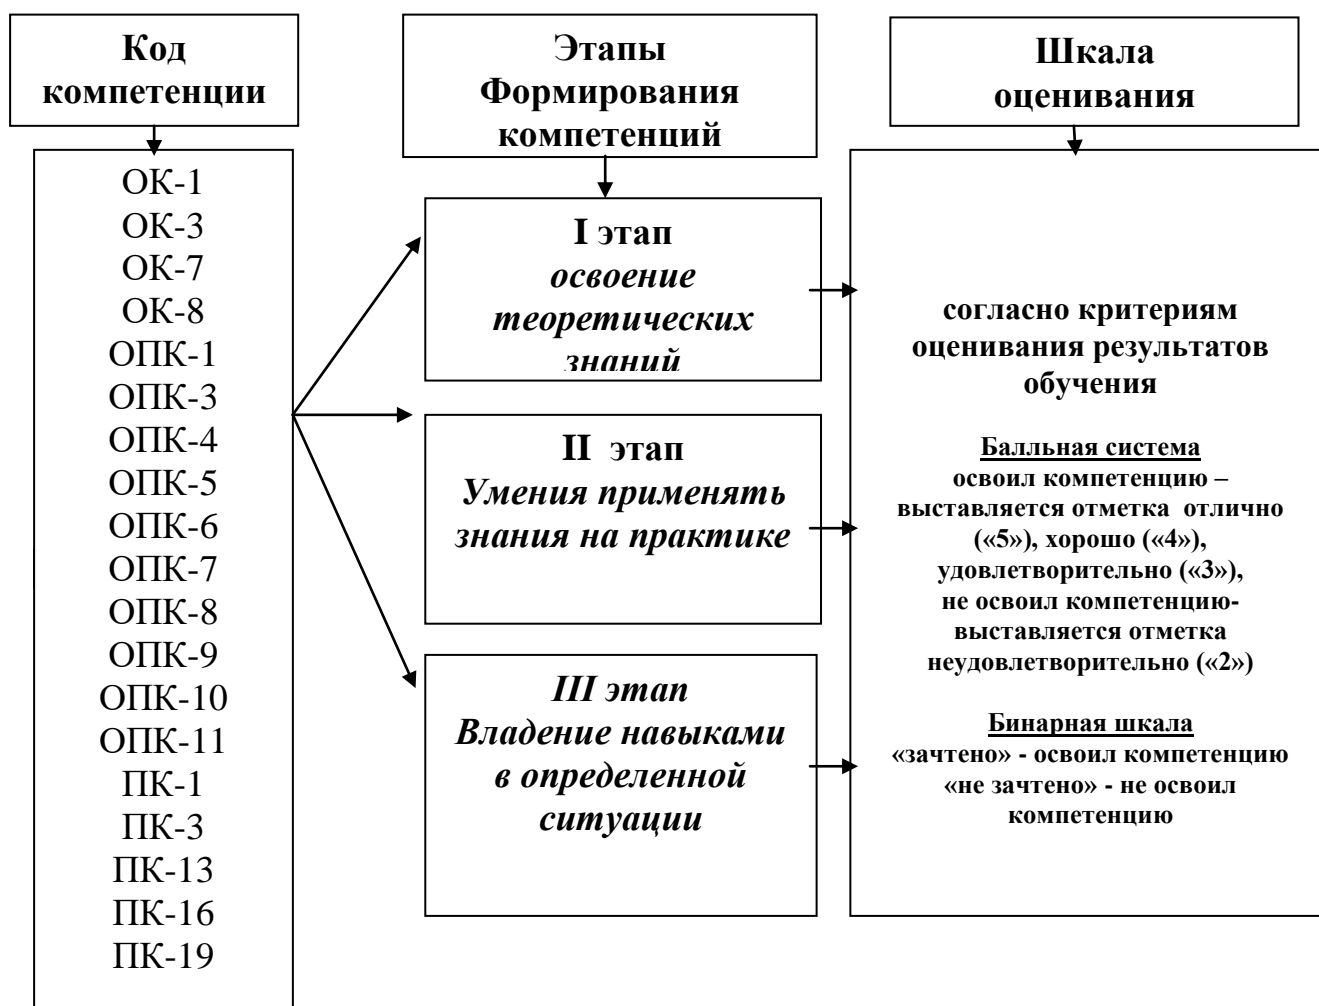 Код
компетенции
Этапы
Формирования
компетенций
Шкала
оценивания
ОК-1
ОК-3
ОК-7
ОК-8
ОПК-1
ОПК-3
ОПК-4
ОПК-5
ОПК-6
ОПК-7
ОПК-8
ОПК-9
ОПК-10
ОПК-11
ПК-1
ПК-3
ПК-13
ПК-16
ПК-19
I этап
освоение
теоретических
знаний
II этап
Умения применять
знания на практике
III этап
Владение навыками
в определенной
ситуации
согласно критериям
оценивания результатов
обучения
Балльная система
освоил компетенцию –
выставляется отметка отлично
(«5»), хорошо («4»),
удовлетворительно («3»),
не освоил компетенцию-
выставляется отметка
неудовлетворительно («2»)
Бинарная шкала
«зачтено» - освоил компетенцию
«не зачтено» - не освоил
компетенцию